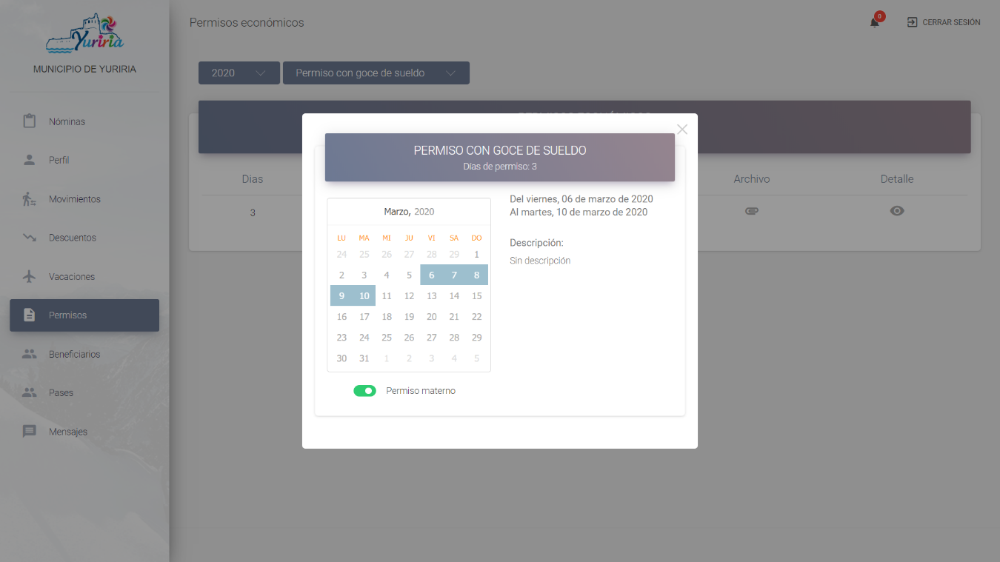 Yuriria
MUNICIPIO DE YURIRIA
Nóminas
Perfil
Movimientos
Descuentos
Vacaciones
Permisos
Beneficiarios
Pases
Mensajes
Permisos económicos
0
CERRAR SESIÓN
2020
Permiso con goce de sueldo
Dias
Archivo
Detalle
3
PERMISO CON GOCE DE SUELDO
Días de permiso: 3
Marzo, 2020
LU MA MI JU VI SA DO
24 25 26 27 28 29 1
2 3 4 5 6 7 8
9 10 11 12 13 14 15
16 17 18 19 20 21 22
23 24 25 26 27 28 29
30 31 1 2 3 4 5
Permiso materno
Del viernes, 06 de marzo de 2020
Al martes, 10 de marzo de 2020
Descripción:
Sin descripción